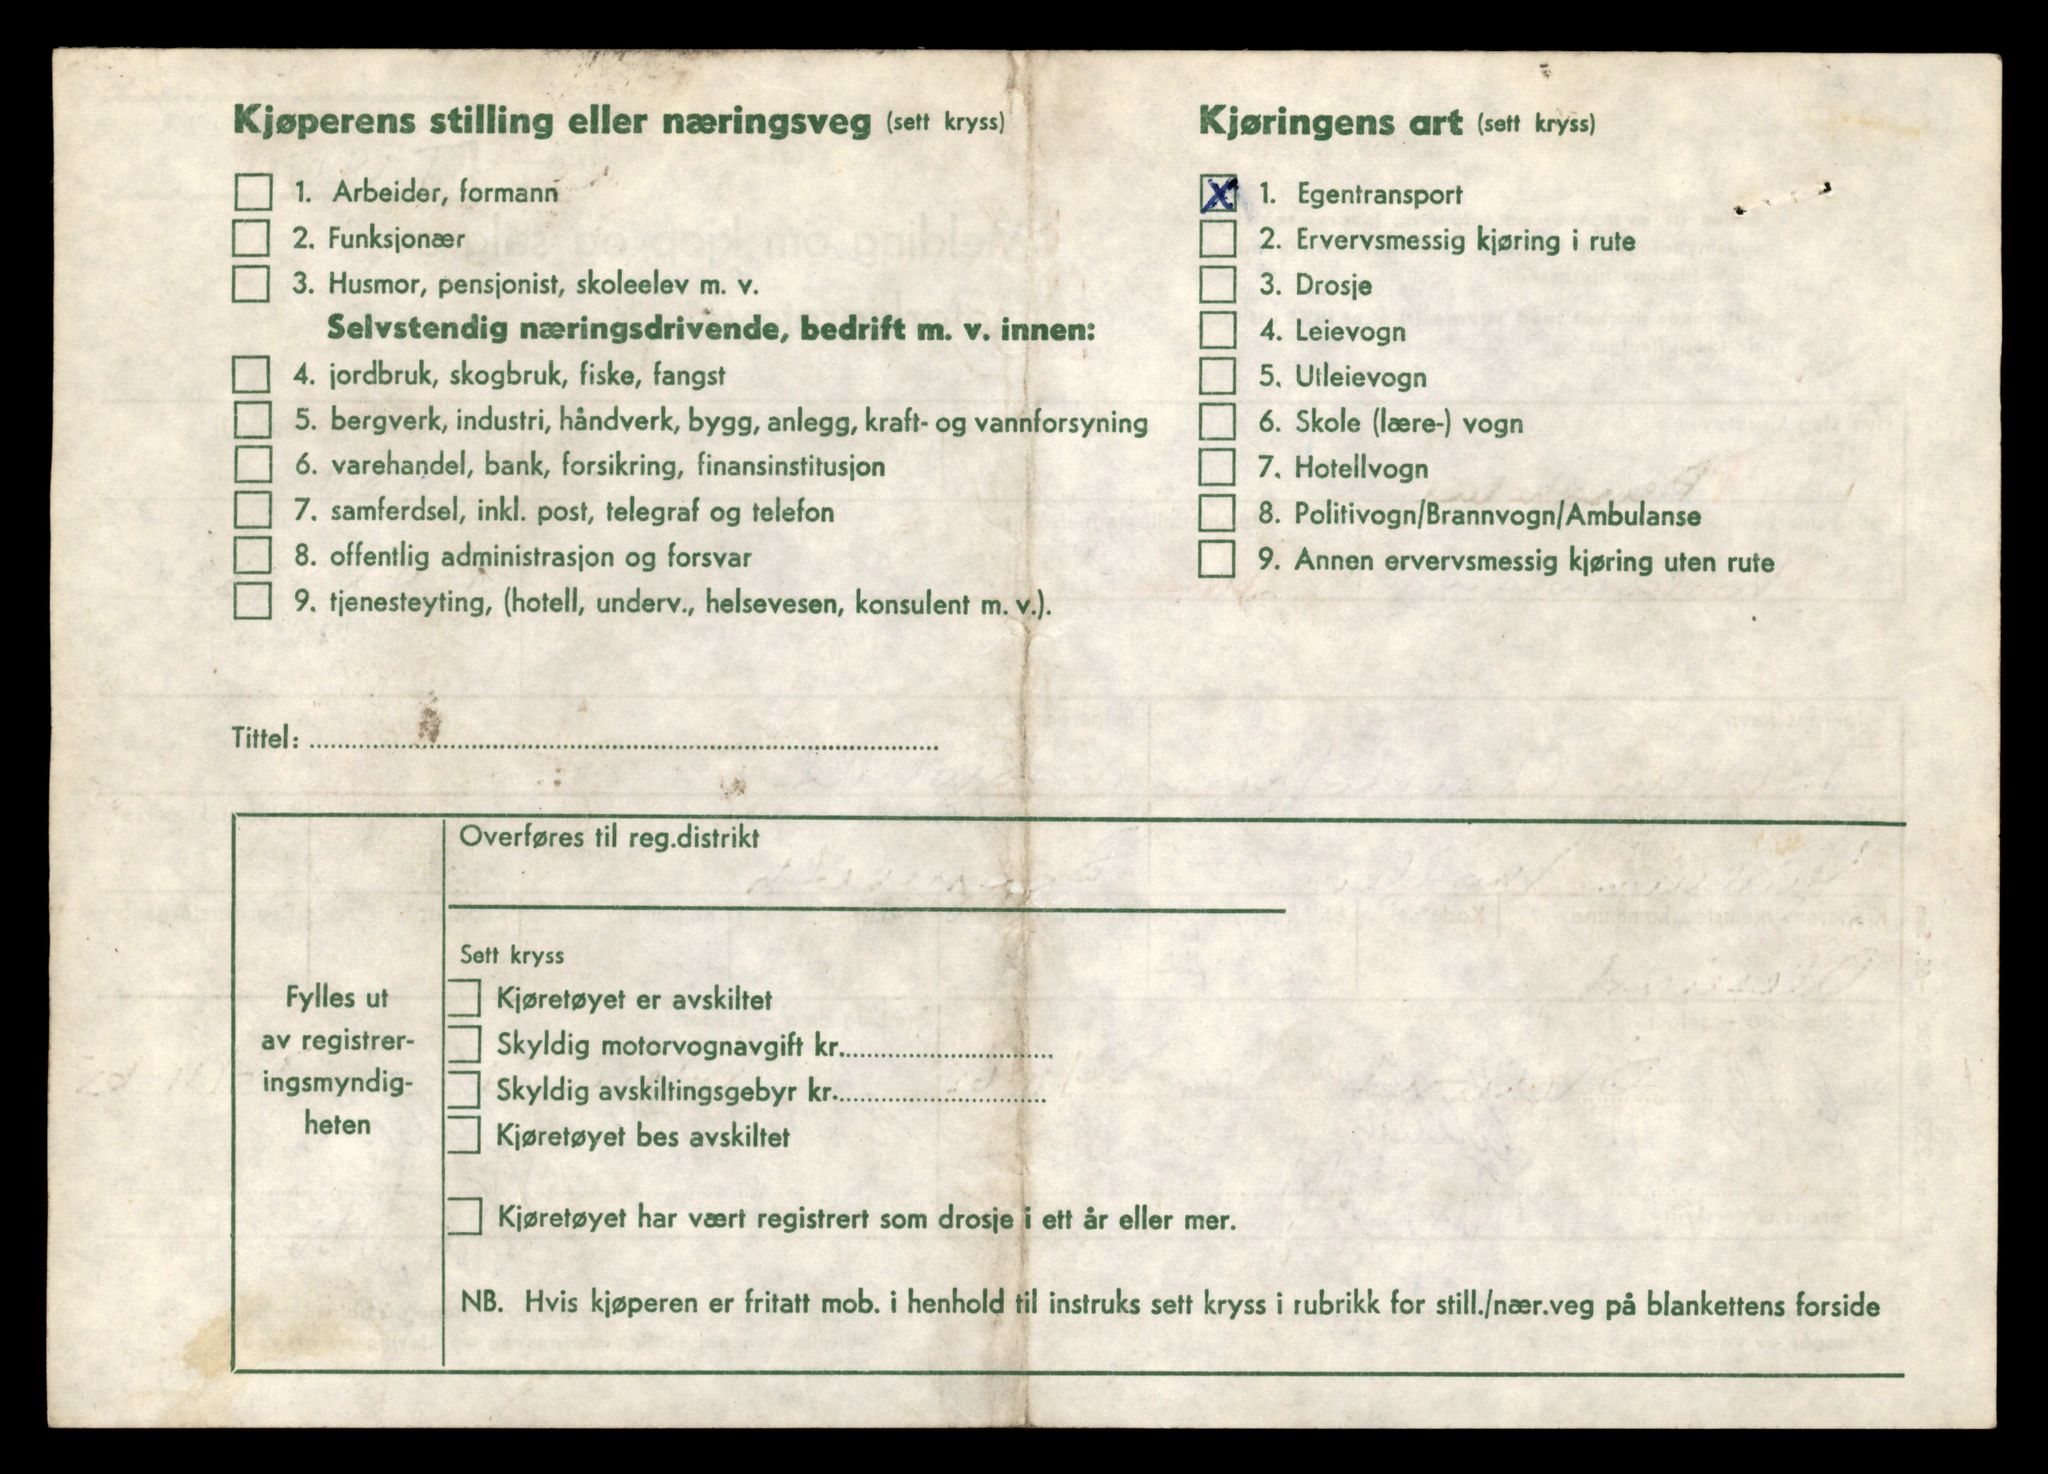 Kjøperens stilling eller næringsveg (sett kryss)
1. Arbeider, formann
2. Funksjonær
3. Husmor, pensjonist, skoleelev m. v.
Selvstendig næringsdrivende, bedrift m. v. innen:
4. jordbruk, skogbruk, fiske, fangst
5. bergverk, industri, håndverk, bygg, anlegg, kraft- og vannforsyning
6. varehandel, bank, forsikring, finansinstitusjon
7. samferdsel, inkl. post, telegraf og telefon
8. offentlig administrasjon og forsvar
9. tjenesteyting, (hotell, underv., helsevesen, konsulent m. v.).
Kjøringens art (sett kryss)
X 1. Egentransport
2. Ervervsmessig kjøring i rute
3. Drosje
4. Leievogn
5. Utleievogn
6. Skole (lære-) vogn
7. Hotellvogn
8. Politivogn/Brannvogn/Ambulanse
9. Annen ervervsmessig kjøring uten rute
Tittel:
Fylles ut
av registrer-
ingsmyndig-
heten
Overføres til reg.distrikt
Sett kryss
Kjøretøyet er avskiltet
Skyldig motorvognavgift kr.
Skyldig avskiltingsgebyr kr.
Kjøretøyet bes avskiltet
Kjøretøyet har vært registrert som drosje i ett år eller mer.
NB. Hvis kjøperen er fritatt mob. i henhold til instruks sett kryss i rubrikk for still./nær.veg på blankettens forside